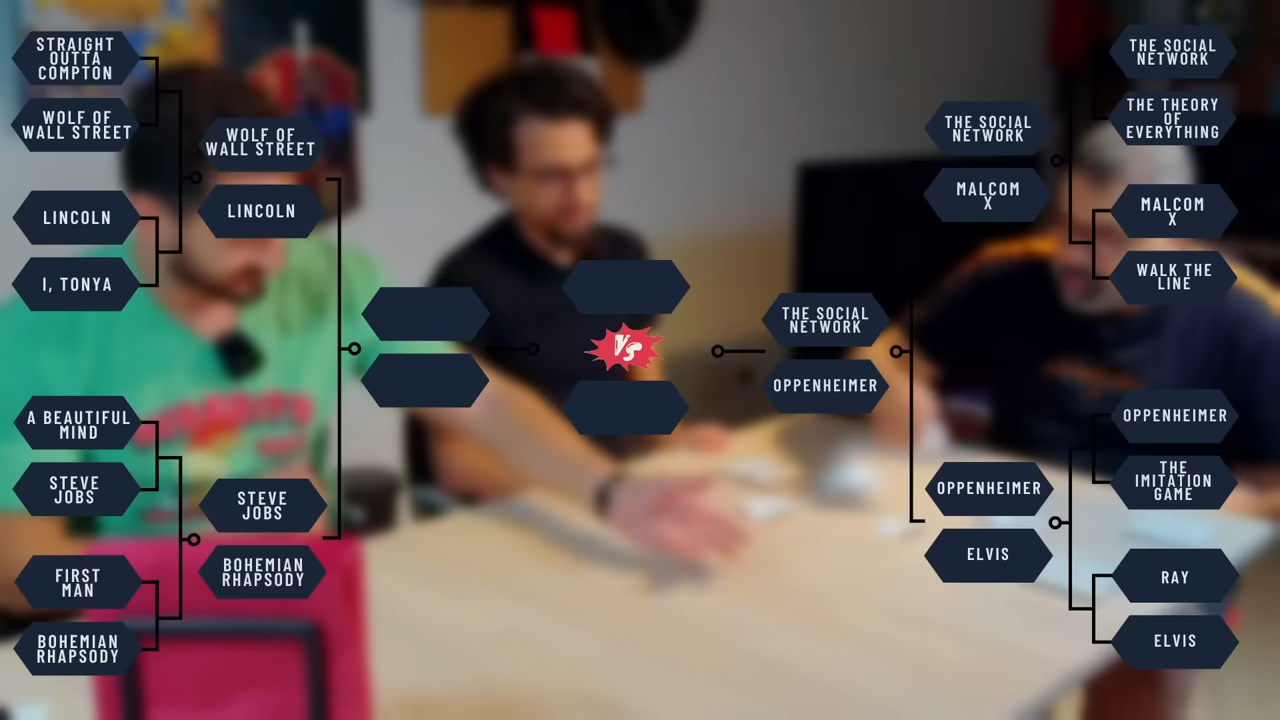 STRAIGHT
OUTTA
COMPTON
WOLF OF
WALL STREET
LINCOLN
I, TONYA
A BEAUTIFUL
MIND
STEVE
JOBS
FIRST
MAN
BOHEMIAN
RHAPSODY
WOLF OF
WALL STREET
LINCOLN
STEVE
JOBS
BOHEMIAN
RHAPSODY
VS
THE SOCIAL
NETWORK
OPPENHEIMER
THE SOCIAL
NETWORK
MALCOM
X
OPPENHEIMER
ELVIS
THE SOCIAL
NETWORK
THE THEORY
OF
EVERYTHING
MALCOM
X
WALK THE
LINE
OPPENHEIMER
THE
IMITATION
GAME
RAY
ELVIS